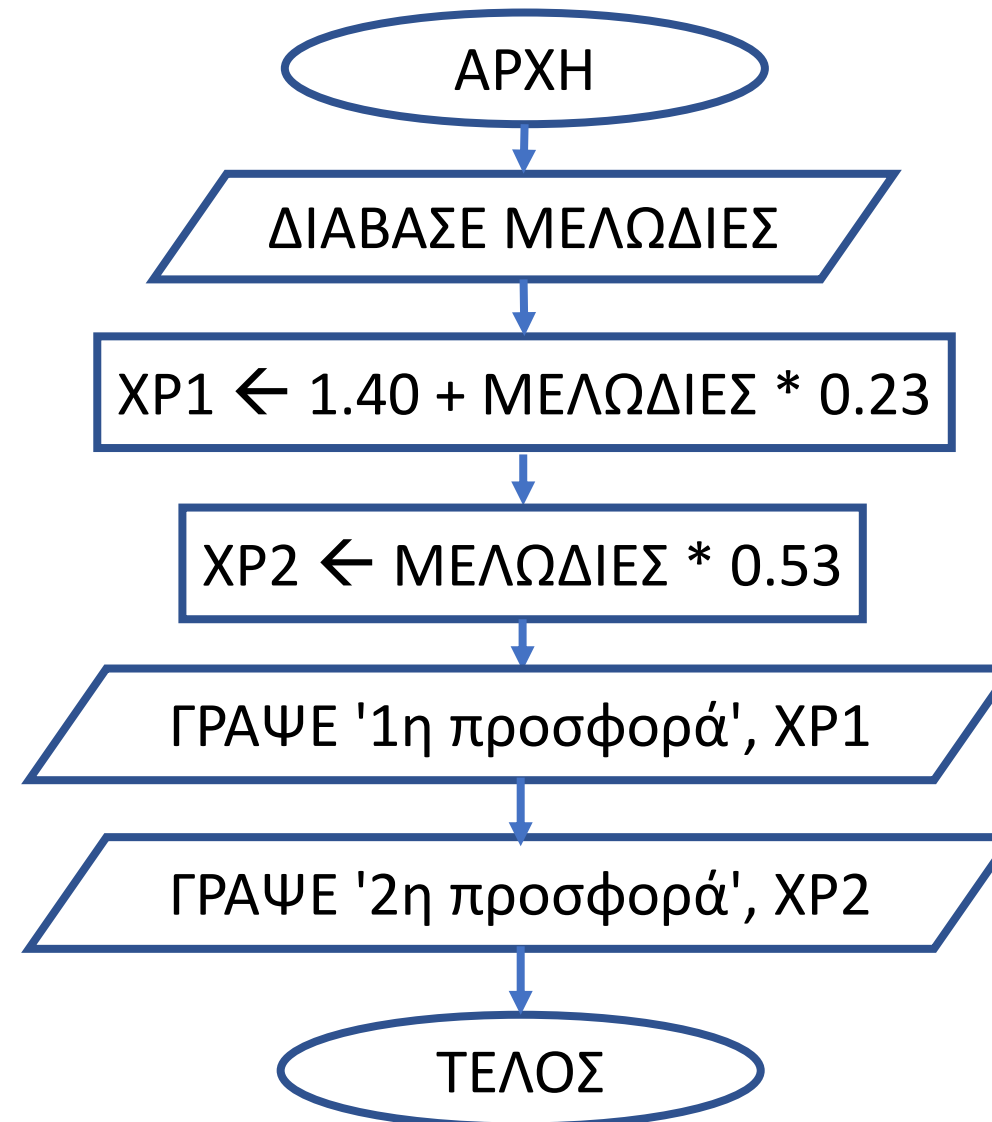 ΑΡΧΗ
ΔΙΑΒΑΣΕ ΜΕΛΩΔΙΕΣ
ΧΡ1 ← 1.40 + ΜΕΛΩΔΙΕΣ * 0.23
ΧΡ2 ← ΜΕΛΩΔΙΕΣ * 0.53
ΓΡΑΨΕ '1η προσφορά', ΧΡ1
ΓΡΑΨΕ '2η προσφορά', ΧΡ2
ΤΕΛΟΣ